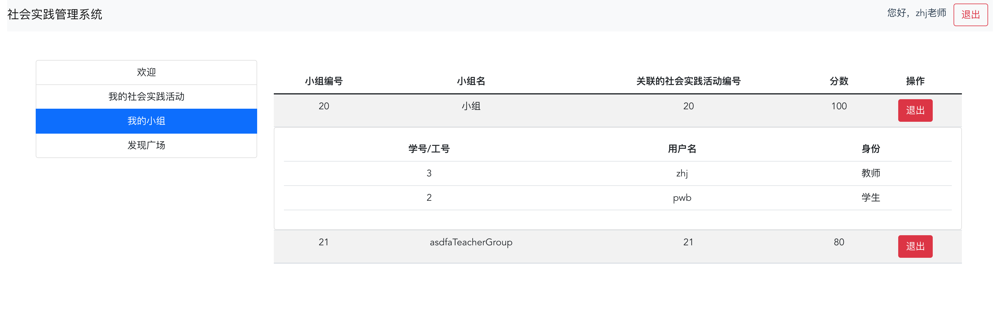 社会实践管理系统
您好，zhj老师 退出
欢迎
我的社会实践活动
我的小组
发现广场
小组编号 小组名 关联的社会实践活动编号 分数 操作
20 小组 20 100 退出
学号/工号 用户名 身份
3 zhj 教师
2 pwb 学生
21 asdfaTeacherGroup 21 80 退出